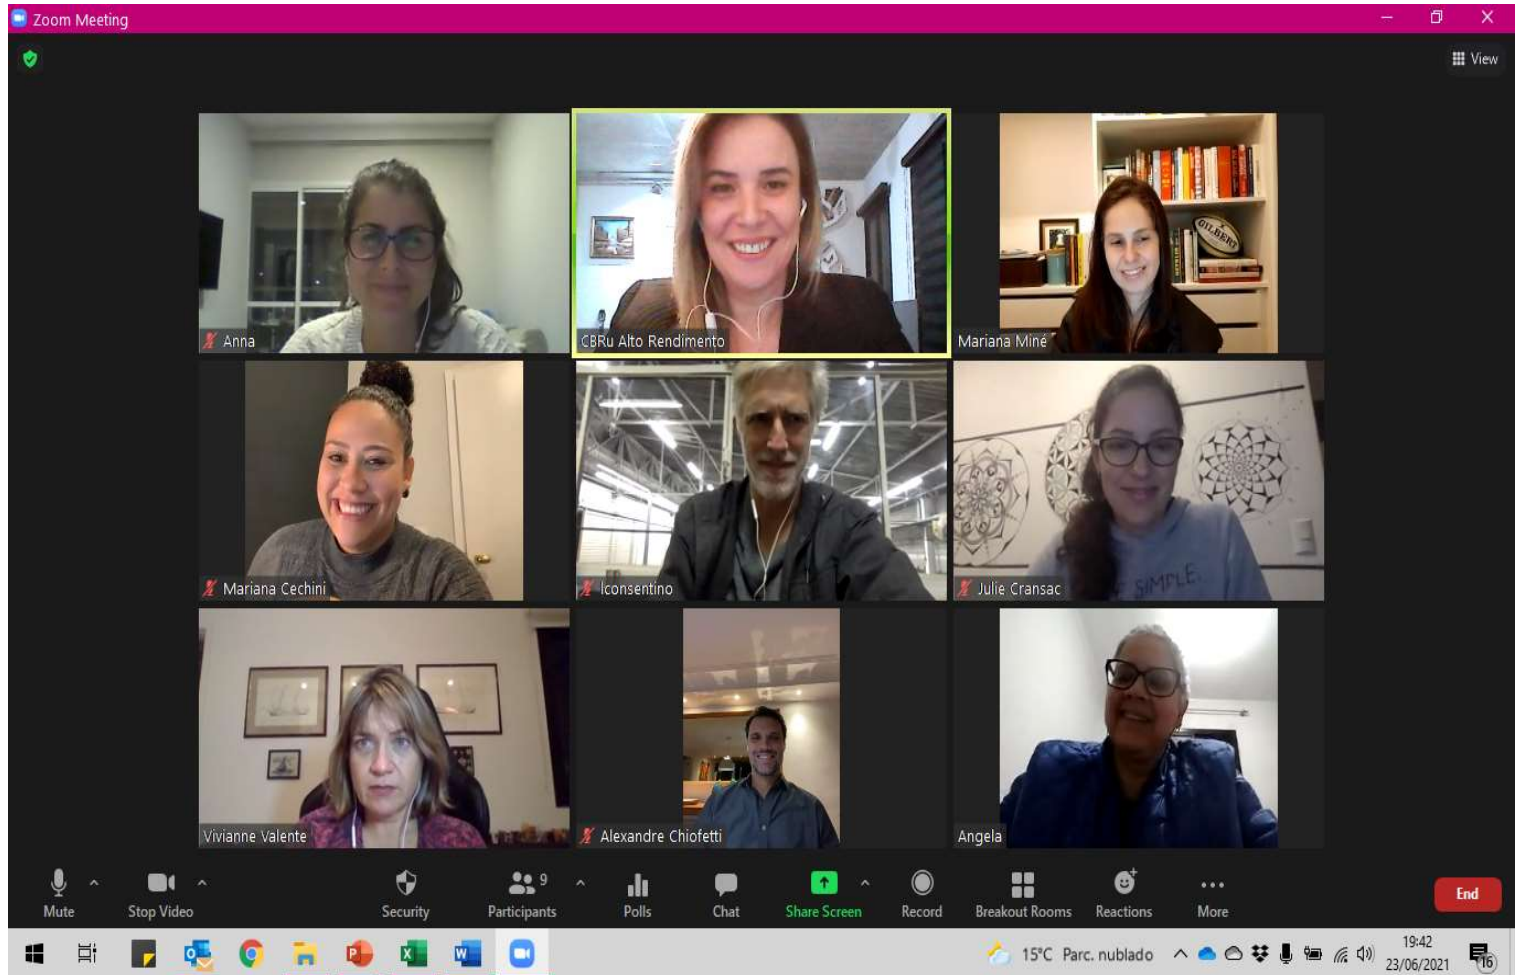 Zoom Meeting
View
Anna
CBRu Alto Rendimento
GILBERT
Mariana Miné
Mariana Cechini
lconsentino
SIMPLE.
Julie Cransac
Vivianne Valente
Alexandre Chiofetti
Angela
9
Mute
Stop Video
Security
Participants
Polls
Chat
Share Screen
Record
Breakout Rooms
Reactions
More
End
15°C Parc. nublado
19:42
23/06/2021
16